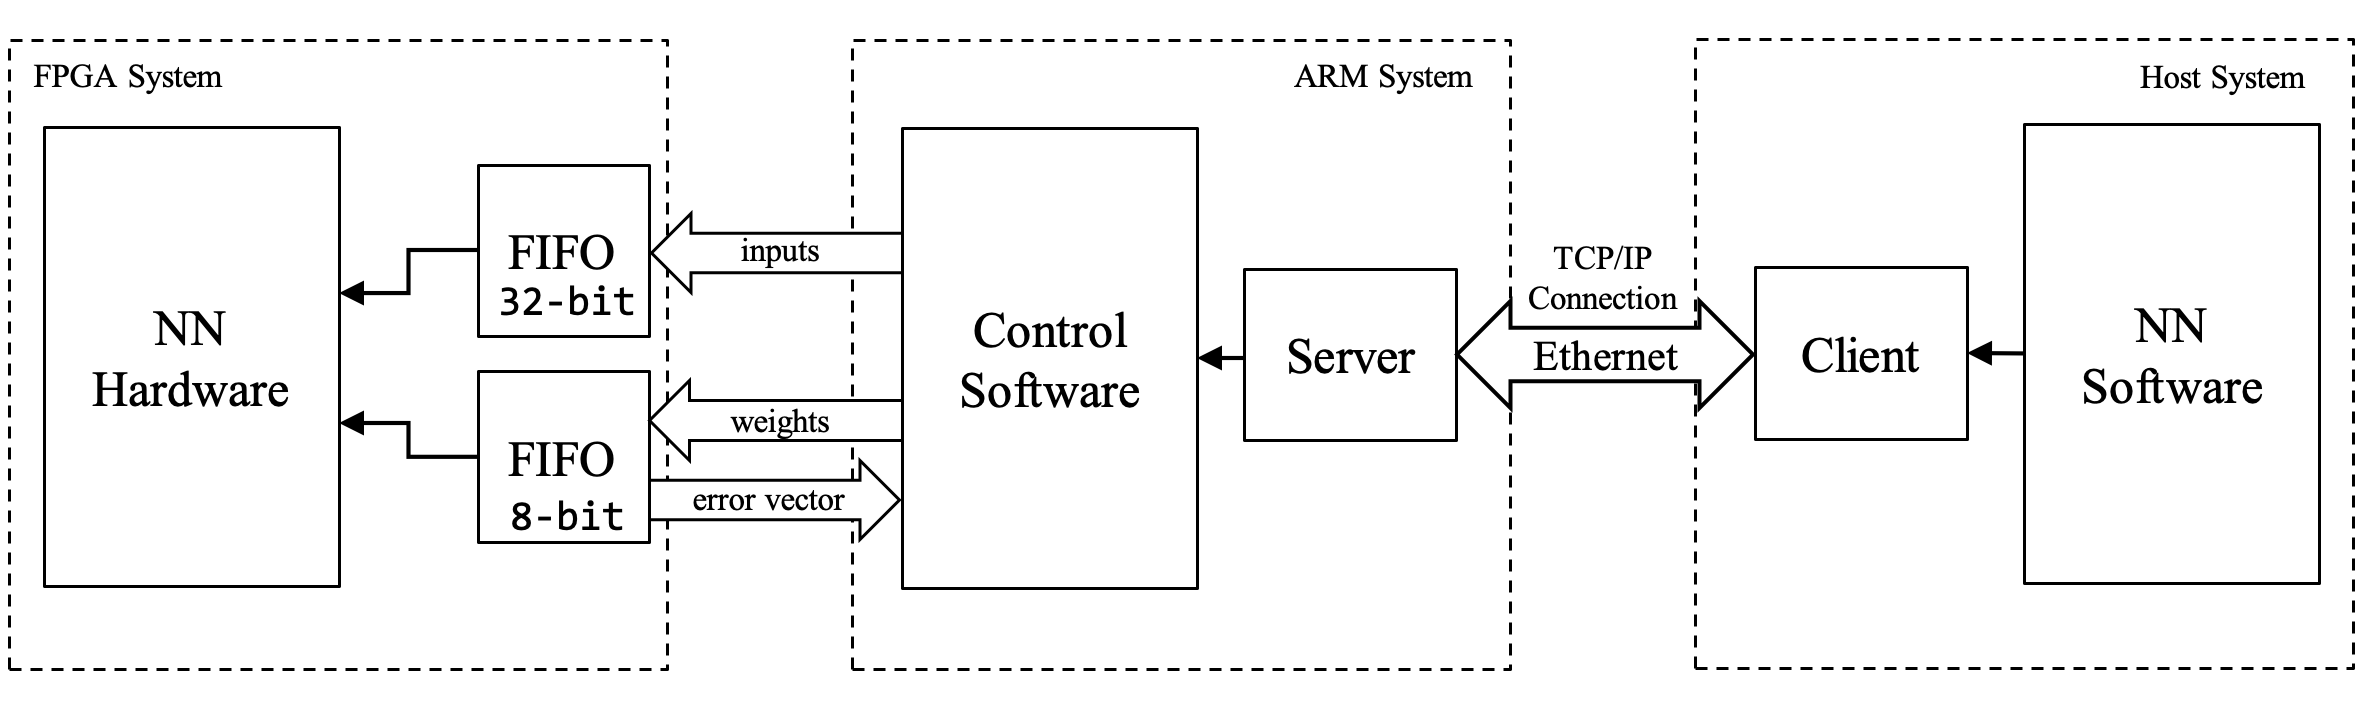 FPGA System
NN
Hardware
FIFO
32-bit
FIFO
8-bit
inputs
weights
error vector
ARM System
Control
Software
Server
TCP/IP
Connection
Ethernet
Host System
Client
NN
Software